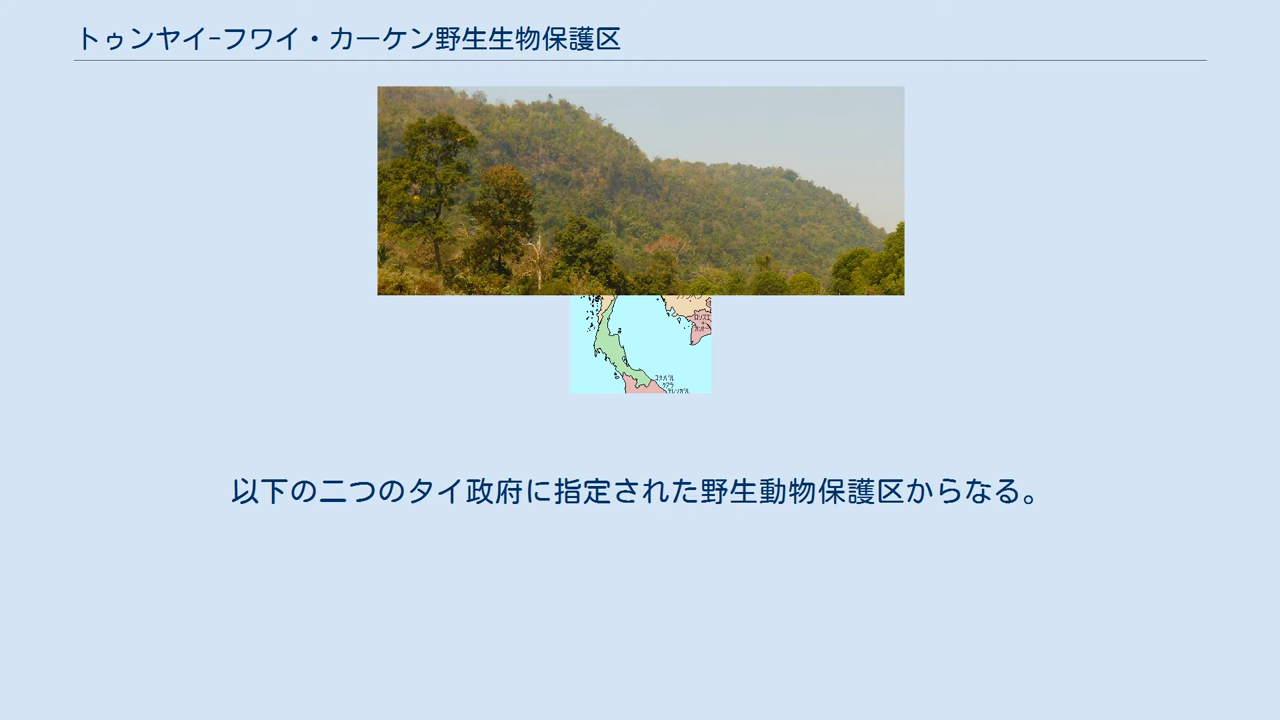 トゥンヤイ-フワイ・カーケン野生生物保護区
以下の二つのタイ政府に指定された野生動物保護区からなる。